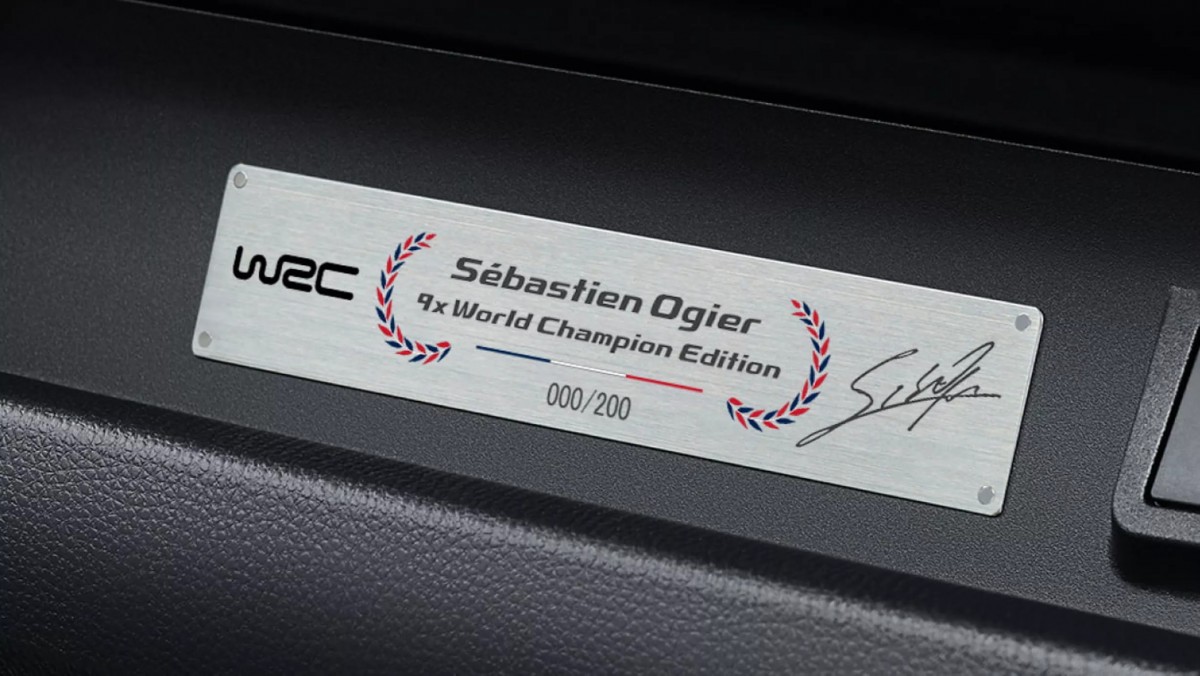 WRC
Sébastien Ogier
9x World Champion Edition
000/200